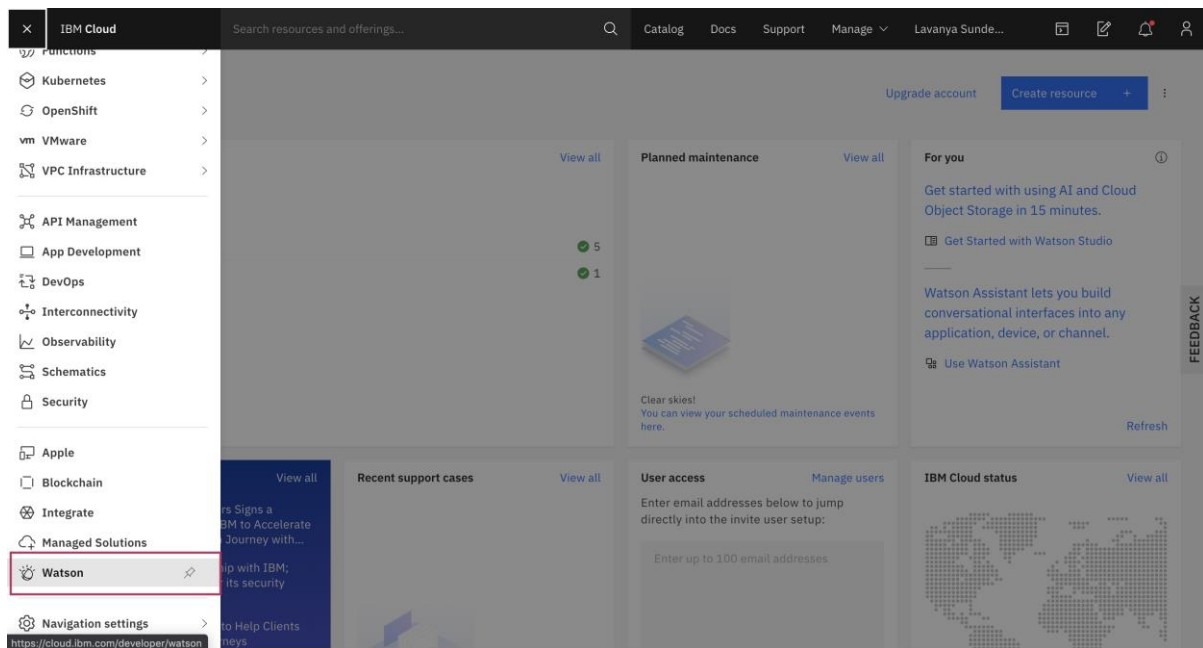 IBM Cloud
Search resources and offerings...
Catalog
Docs
Support
Manage
Lavanya Sunde...
Functions
Kubernetes
OpenShift
vm VMware
VPC Infrastructure
API Management
App Development
DevOps
Interconnectivity
Observability
Schematics
Security
Apple
Blockchain
Integrate
Managed Solutions
Watson
Navigation settings
https://cloud.ibm.com/developer/watson
Upgrade account
Create resource +
View all
5
1
Planned maintenance
View all
Clear skies!
You can view your scheduled maintenance events
here.
For you
Get started with using AI and Cloud
Object Storage in 15 minutes.
Get Started with Watson Studio
Watson Assistant lets you build
conversational interfaces into any
application, device, or channel.
Use Watson Assistant
Refresh
FEEDBACK
View all
rs Signs a
BM to Accelerate
Journey with...
ip with IBM;
its security
to Help Clients
neys
Recent support cases
View all
User access
Manage users
Enter email addresses below to jump
directly into the invite user setup:
Enter up to 100 email addresses
IBM Cloud status
View all